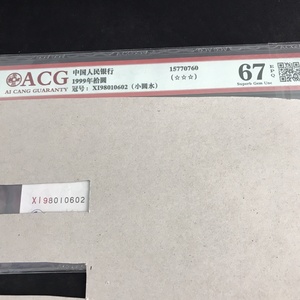 ACG
AI CANG GUARANTY
中国人民银行
1999年拾圆
冠号：XI98010602（小圆水）
15770760
(☆☆☆)
67 EPQ
Superb Gem Unc
XI98010602